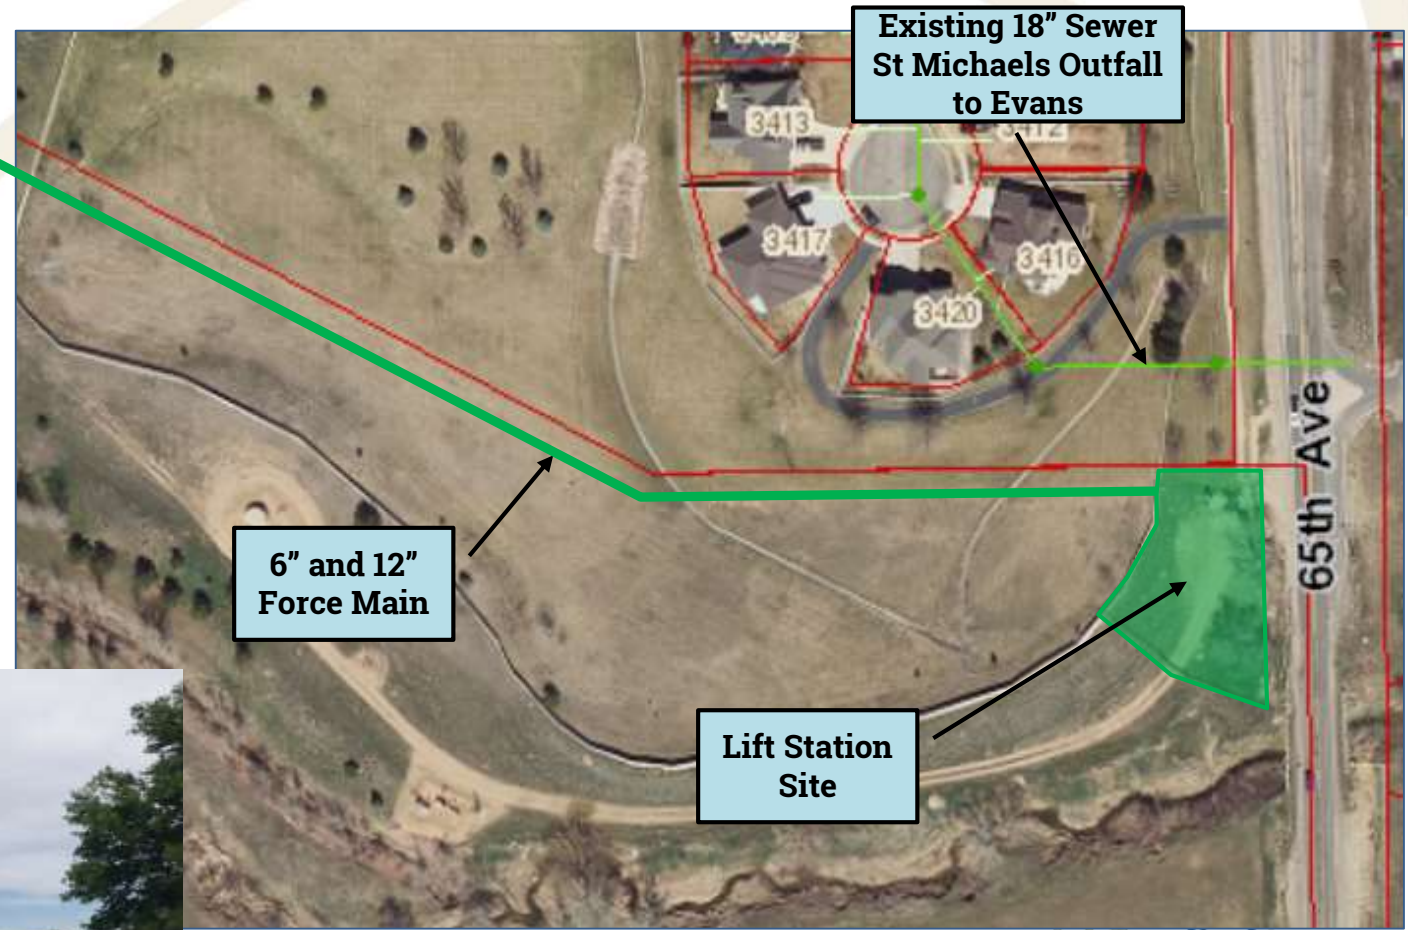 Existing 18” Sewer
St Michaels Outfall
to Evans
3413
3412
3417
3416
3420
65th Ave
6” and 12”
Force Main
Lift Station
Site